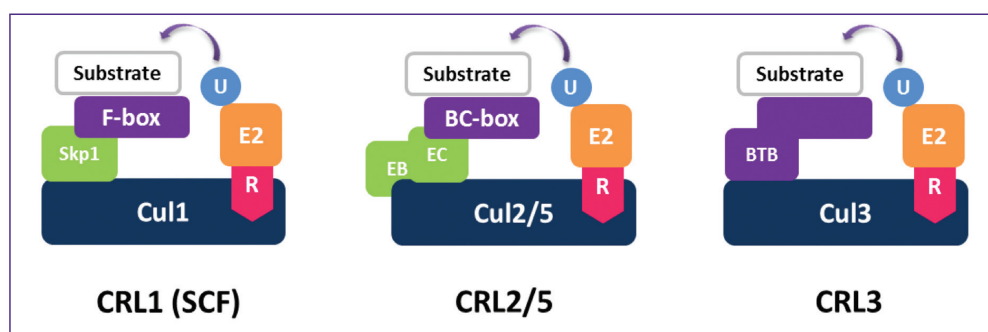 Substrate
U
F-box
E2
Skp1
R
Cul1
CRL1 (SCF)
Substrate
U
BC-box
E2
EC
EB
R
Cul2/5
CRL2/5
Substrate
U
E2
BTB
R
Cul3
CRL3